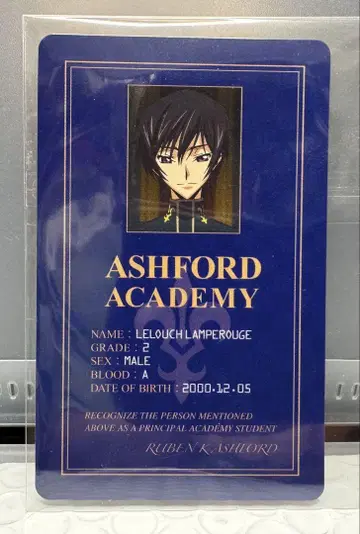 ASHFORD
ACADEMY
NAME : LELOUCH LAMPEROUGE
GRADE : 2
SEX : MALE
BLOOD : A
DATE OF BIRTH : 2000.12.05
RECOGNIZE THE PERSON MENTIONED
ABOVE AS A PRINCIPAL ACADEMY STUDENT
RUBEN K ASHFORD